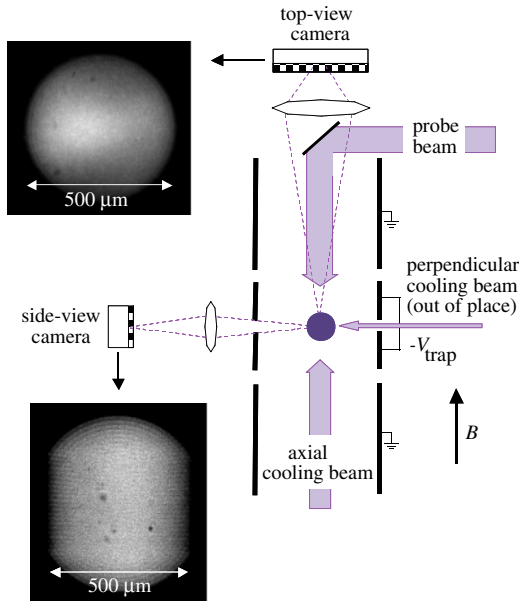 top-view
camera
500 μm
probe
beam
perpendicular
cooling beam
(out of place)
-Vtrap
side-view
camera
B
axial
cooling beam
500 μm